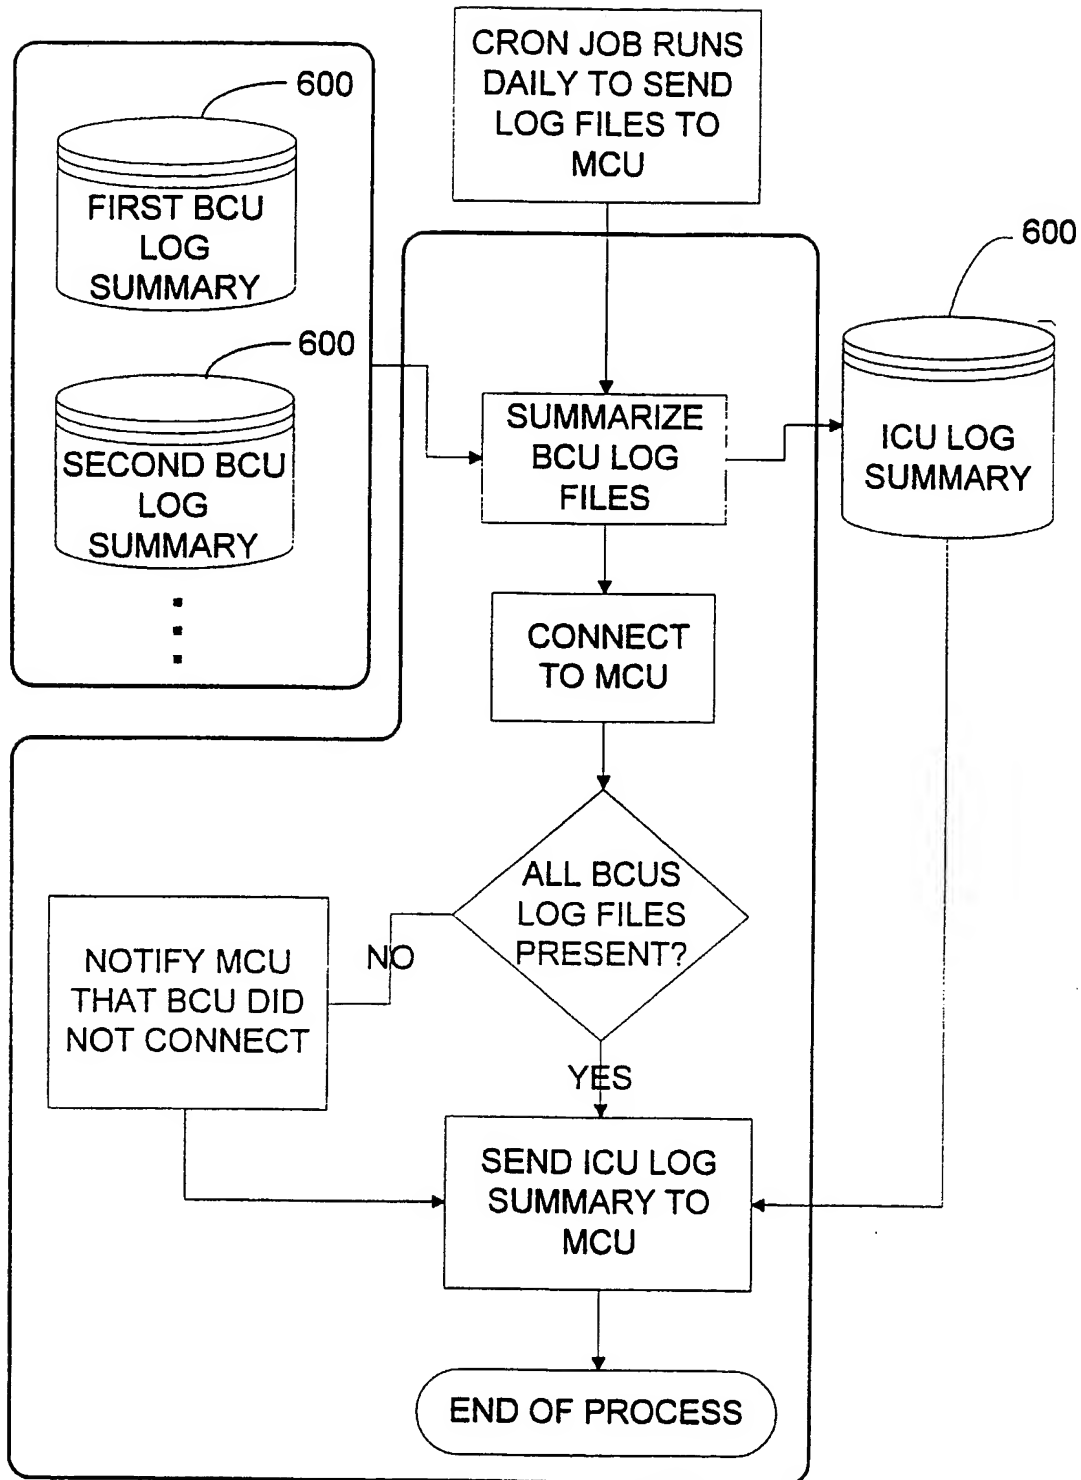 CRON JOB RUNS
DAILY TO SEND
LOG FILES TO
MCU
600
FIRST BCU
LOG
SUMMARY
600
SECOND BCU
LOG
SUMMARY
600
SUMMARIZE
BCU LOG
FILES
ICU LOG
SUMMARY
CONNECT
TO MCU
ALL BCUS
LOG FILES
PRESENT?
NO
NOTIFY MCU
THAT BCU DID
NOT CONNECT
YES
SEND ICU LOG
SUMMARY TO
MCU
END OF PROCESS